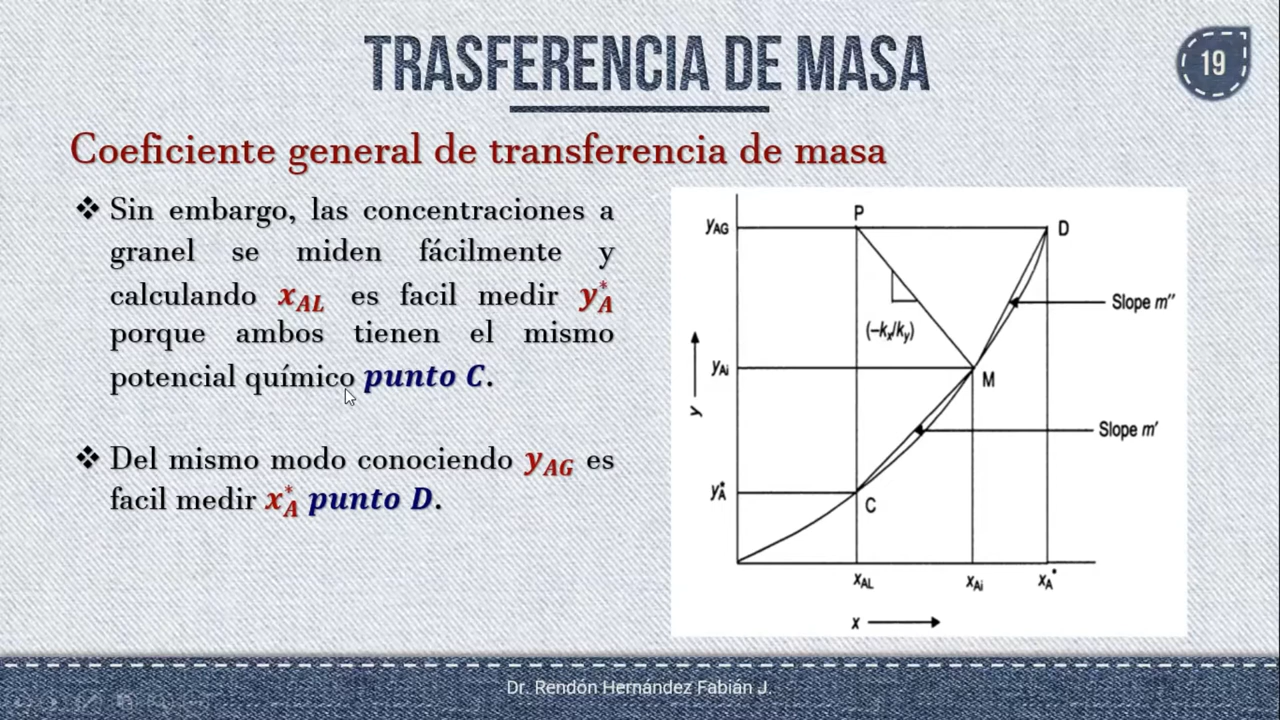 TRASFERENCIA DE MASA
19
Coeficiente general de transferencia de masa
❖ Sin embargo, las concentraciones a
granel se miden fácilmente y
calculando x_AL es facil medir y*_A
porque ambos tienen el mismo
potencial químico punto C.
❖ Del mismo modo conociendo y_AG es
facil medir x*_A punto D.
y_AG
P
D
Slope m''
(−k_x/k_y)
y_Ai
M
y
Slope m'
y*_A
C
x_AL
x_Ai
x_A*
x
Dr. Rendón Hernández Fabián J.